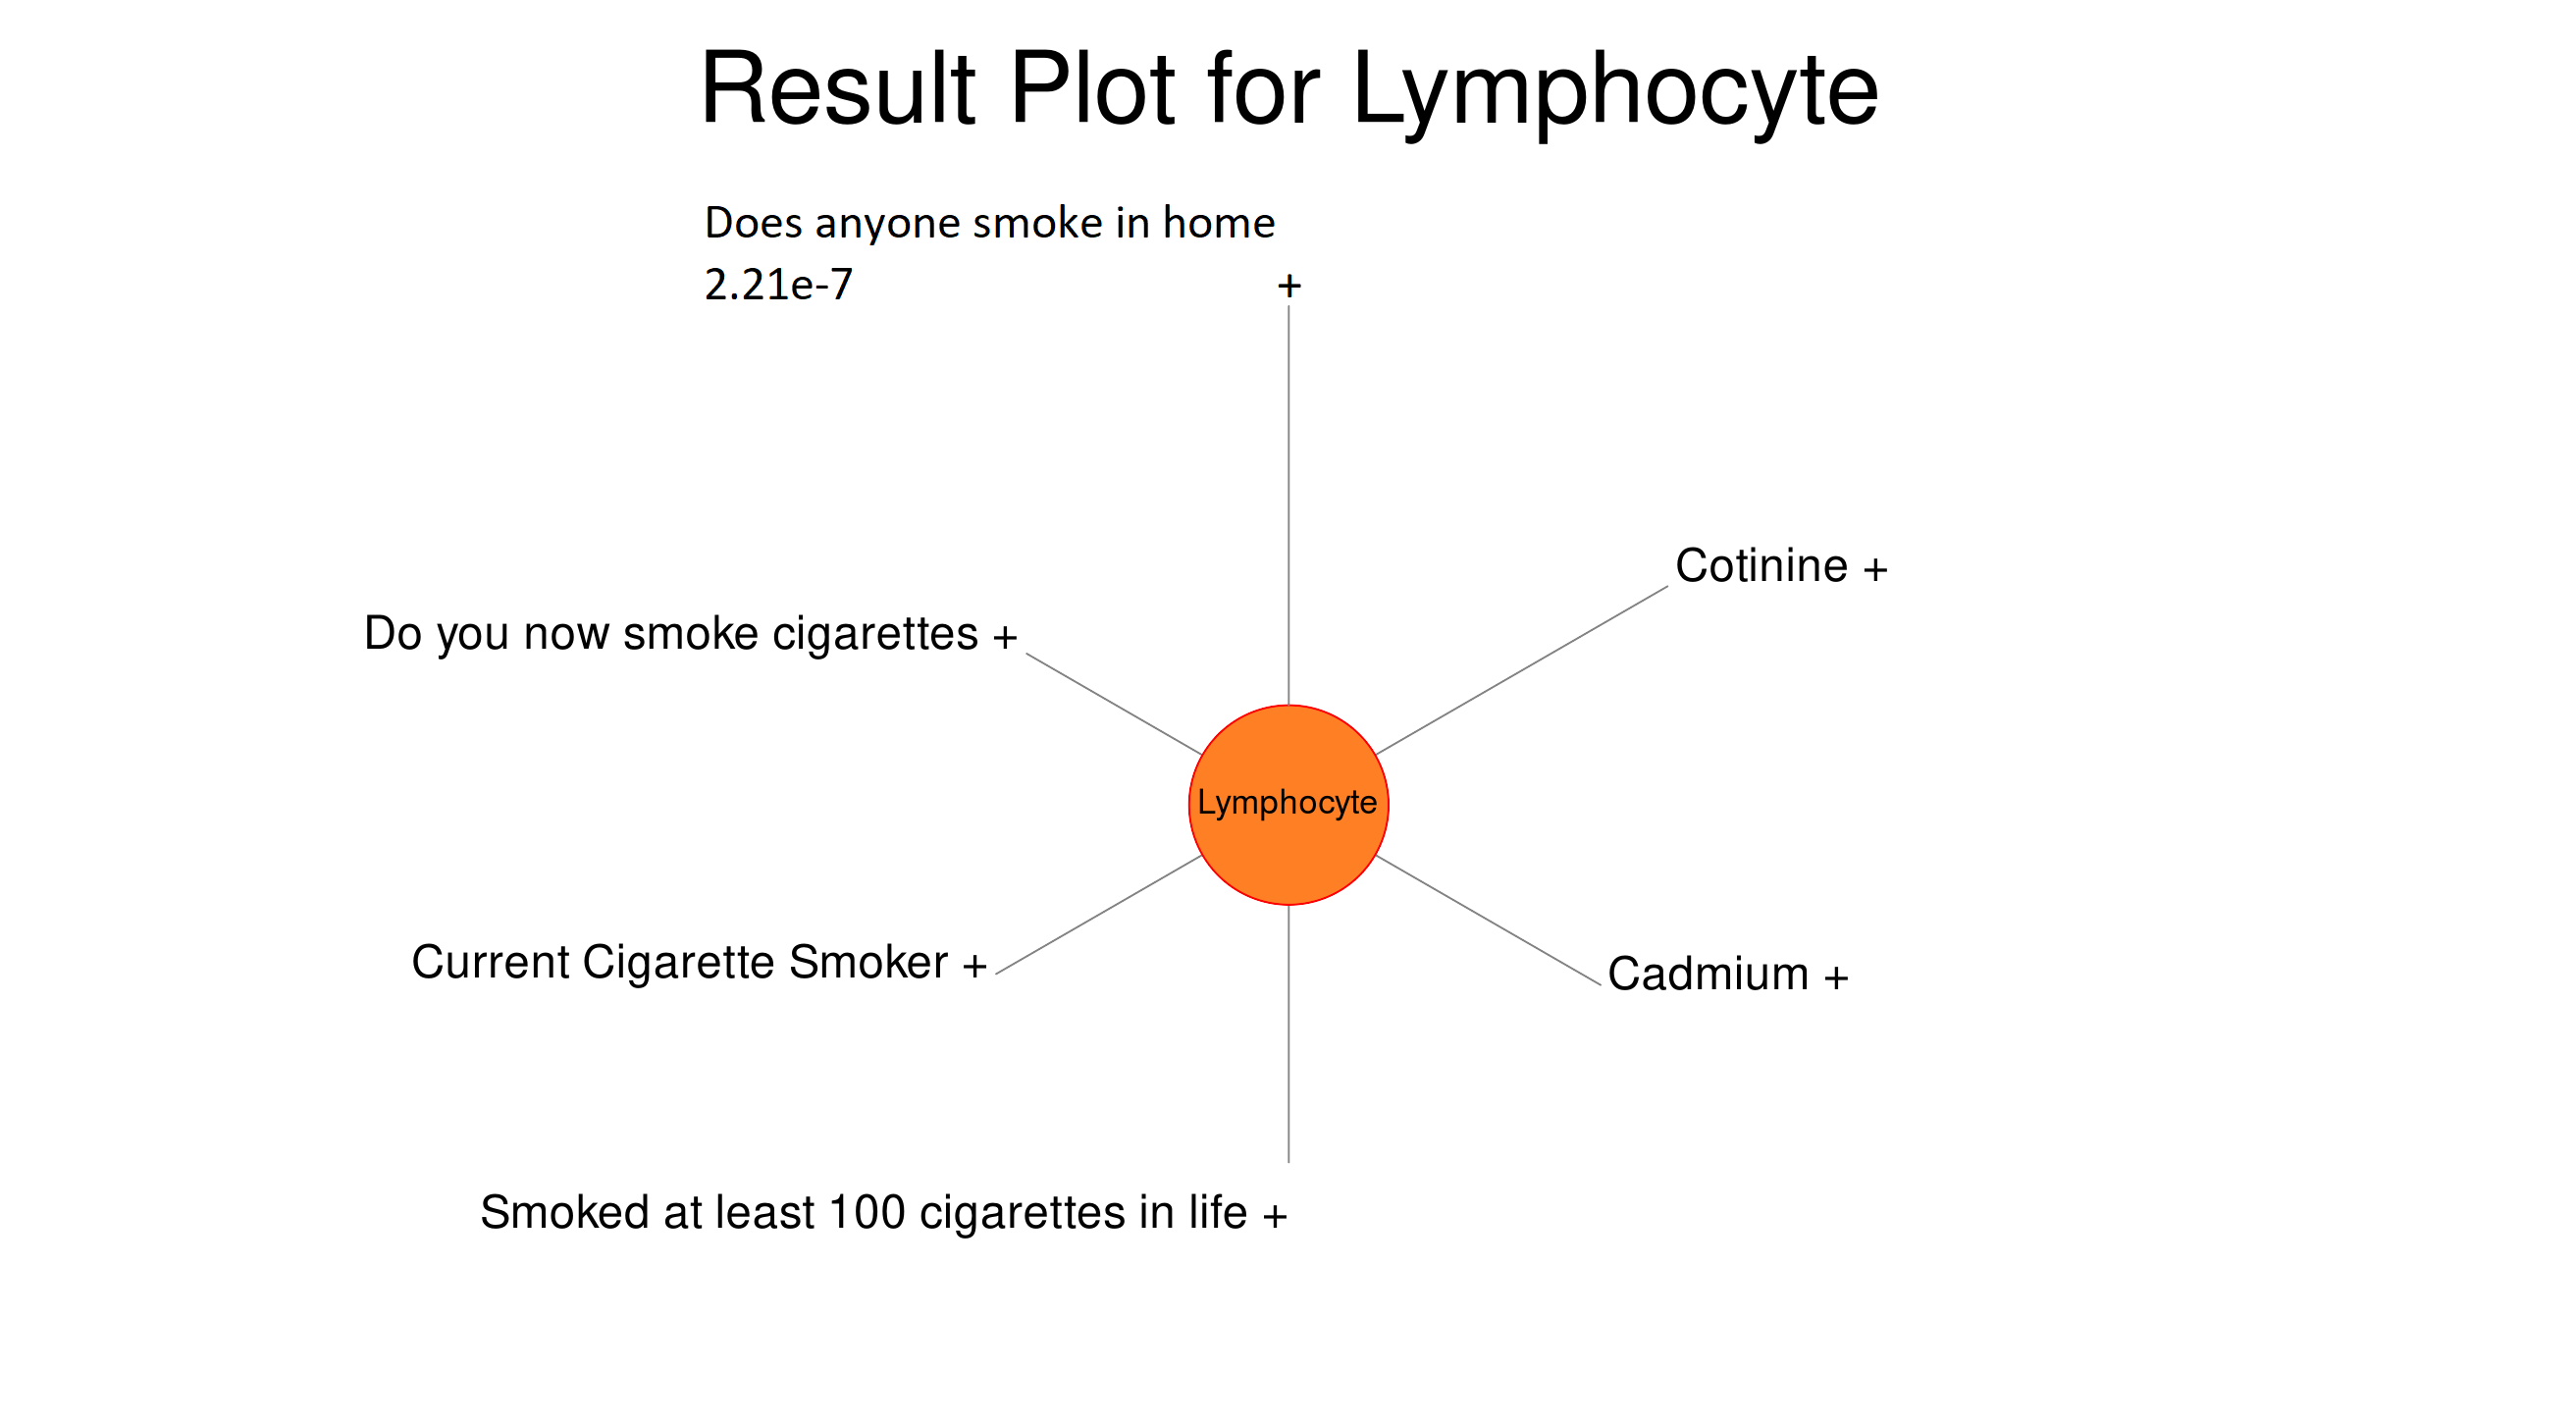 Result Plot for Lymphocyte
Does anyone smoke in home
2.21e-7 +
Cotinine +
Do you now smoke cigarettes +
Lymphocyte
Current Cigarette Smoker +
Cadmium +
Smoked at least 100 cigarettes in life +